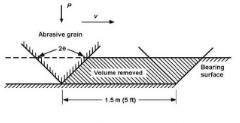 P
v
Abrasive grain
2θ
Volume removed
Bearing
surface
1.5 m (5 ft)